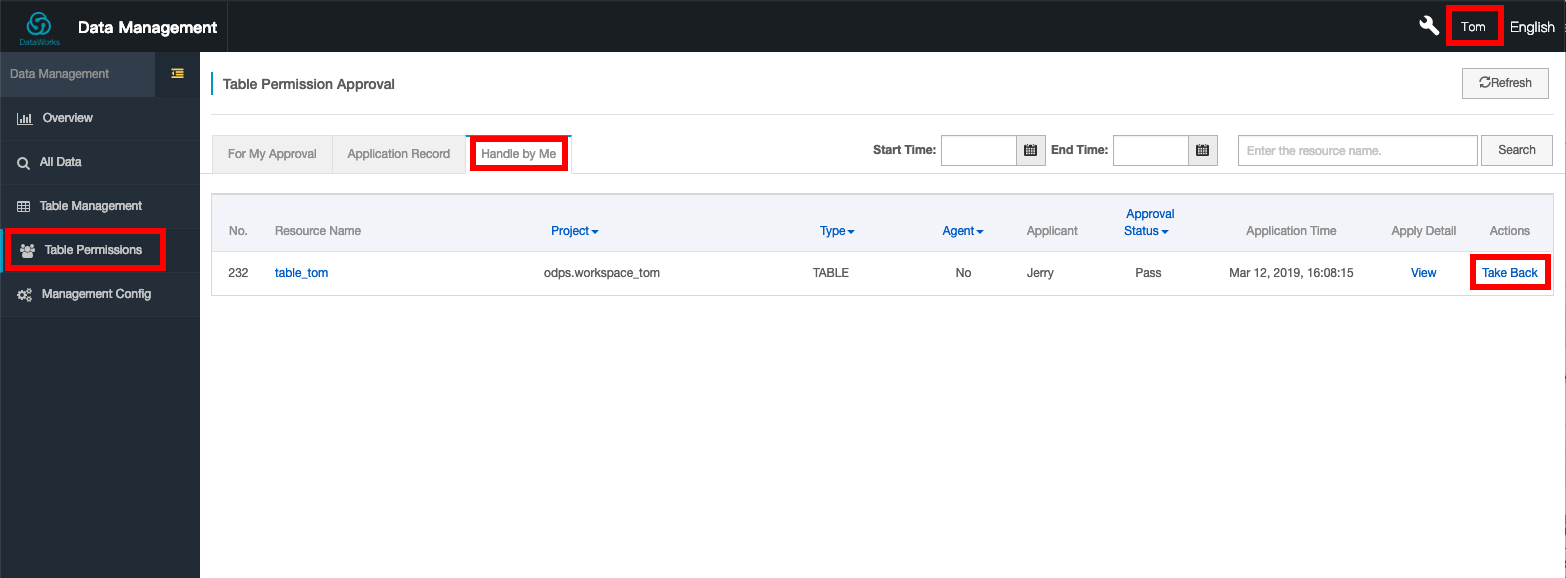 DataWorks
Data Management
Tom
English
Data Management
Overview
All Data
Table Management
Table Permissions
Management Config
Table Permission Approval
Refresh
For My Approval
Application Record
Handle by Me
Start Time:
End Time:
Enter the resource name.
Search
No.
Resource Name
Project
Type
Agent
Applicant
Approval
Status
Application Time
Apply Detail
Actions
232
table_tom
odps.workspace_tom
TABLE
No
Jerry
Pass
Mar 12, 2019, 16:08:15
View
Take Back